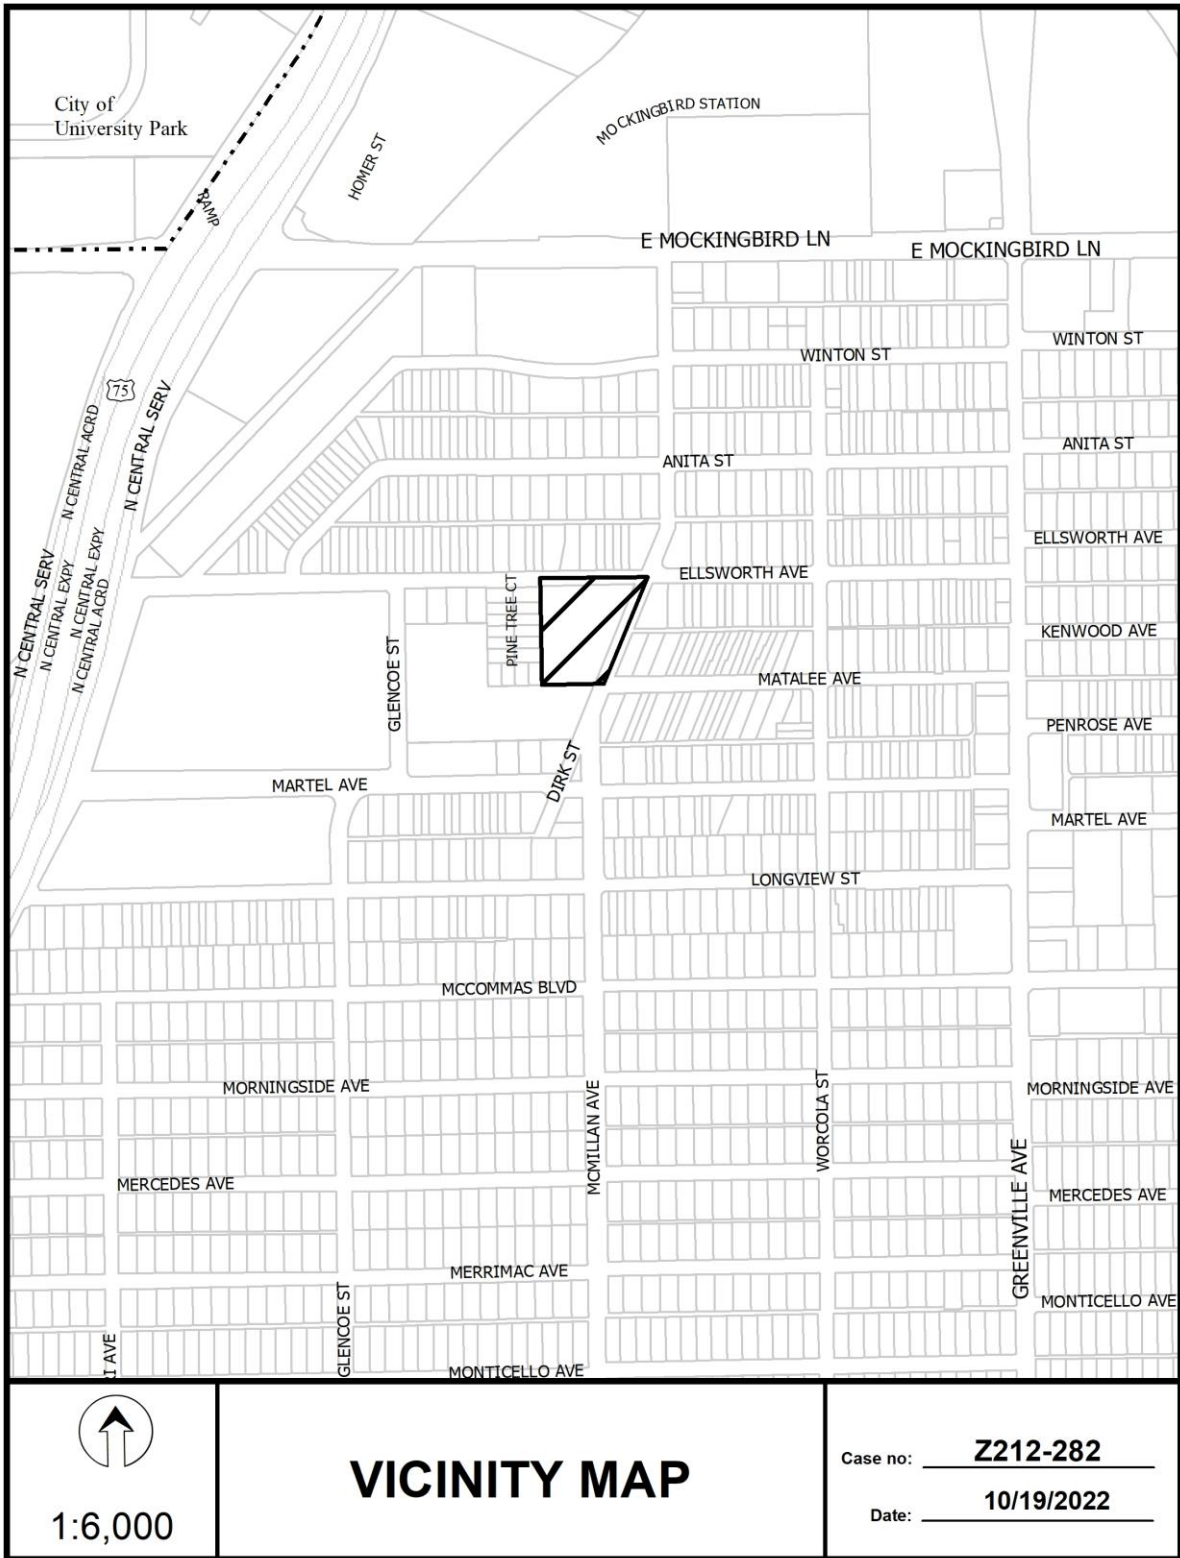 City of
University Park
MOCKINGBIRD STATION
HOMER ST
RAMP
E MOCKINGBIRD LN
E MOCKINGBIRD LN
WINTON ST
WINTON ST
75
N CENTRAL ACRD
N CENTRAL SERV
ANITA ST
ANITA ST
ELLSWORTH AVE
ELLSWORTH AVE
N CENTRAL SERV
N CENTRAL EXPY
N CENTRAL EXPY
N CENTRAL ACRD
GLENCOE ST
PINE TREE CT
KENWOOD AVE
MATALEE AVE
PENROSE AVE
DIRK ST
MARTEL AVE
MARTEL AVE
LONGVIEW ST
MCCOMMAS BLVD
MORNINGSIDE AVE
MORNINGSIDE AVE
MCMILLAN AVE
WORCOLA ST
GREENVILLE AVE
MERCEDES AVE
MERCEDES AVE
MERRIMAC AVE
MONTICELLO AVE
GLENCOE ST
I AVE
MONTICELLO AVE
1:6,000
VICINITY MAP
Case no: Z212-282
Date: 10/19/2022